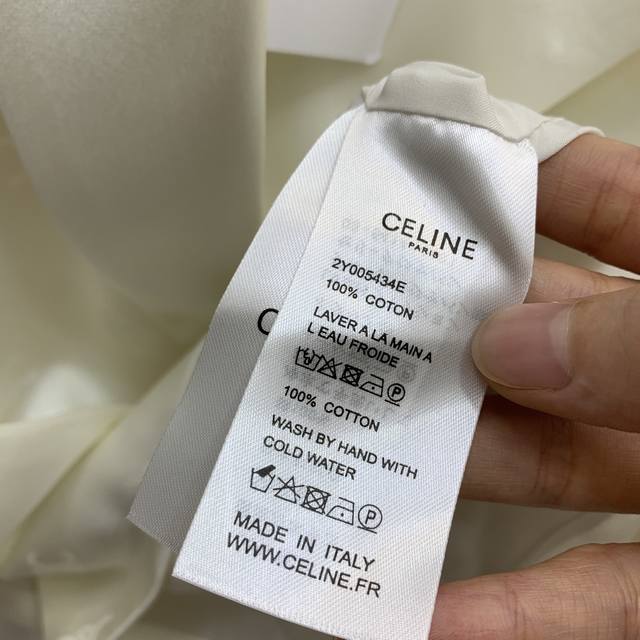 CELINE
PARIS
2Y005434E
100% COTON
LAVER A LA MAIN A
L EAU FROIDE
100% COTTON
WASH BY HAND WITH
COLD WATER
MADE IN ITALY
WWW.CELINE.FR